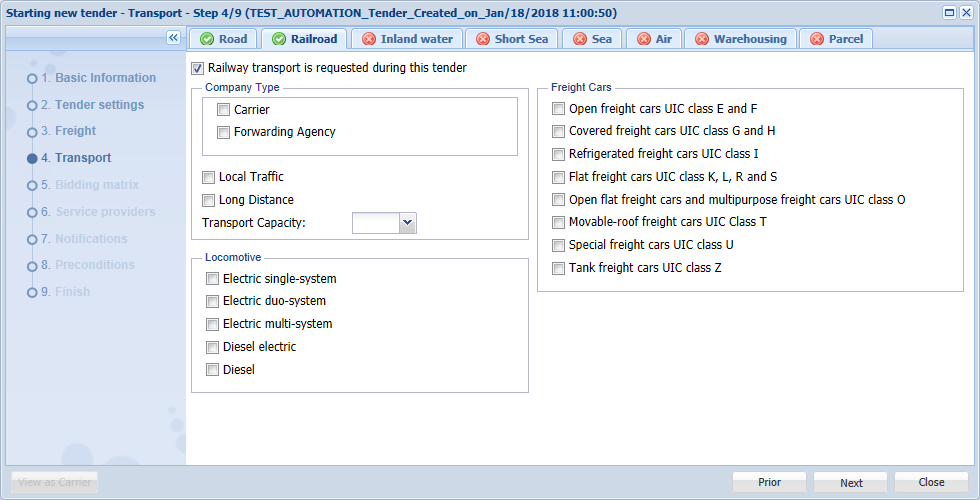 Starting new tender - Transport - Step 4/9 (TEST_AUTOMATION_Tender_Created_on_Jan/18/2018 11:00:50)
Road Railroad Inland water Short Sea Sea Air Warehousing Parcel
1. Basic Information
2. Tender settings
3. Freight
4. Transport
5. Bidding matrix
6. Service providers
7. Notifications
8. Preconditions
9. Finish
Railway transport is requested during this tender
Company Type
Carrier
Forwarding Agency
Local Traffic
Long Distance
Transport Capacity:
Locomotive
Electric single-system
Electric duo-system
Electric multi-system
Diesel electric
Diesel
Freight Cars
Open freight cars UIC class E and F
Covered freight cars UIC class G and H
Refrigerated freight cars UIC class I
Flat freight cars UIC class K, L, R and S
Open flat freight cars and multipurpose freight cars UIC class O
Movable-roof freight cars UIC Class T
Special freight cars UIC class U
Tank freight cars UIC class Z
View as Carrier Prior Next Close